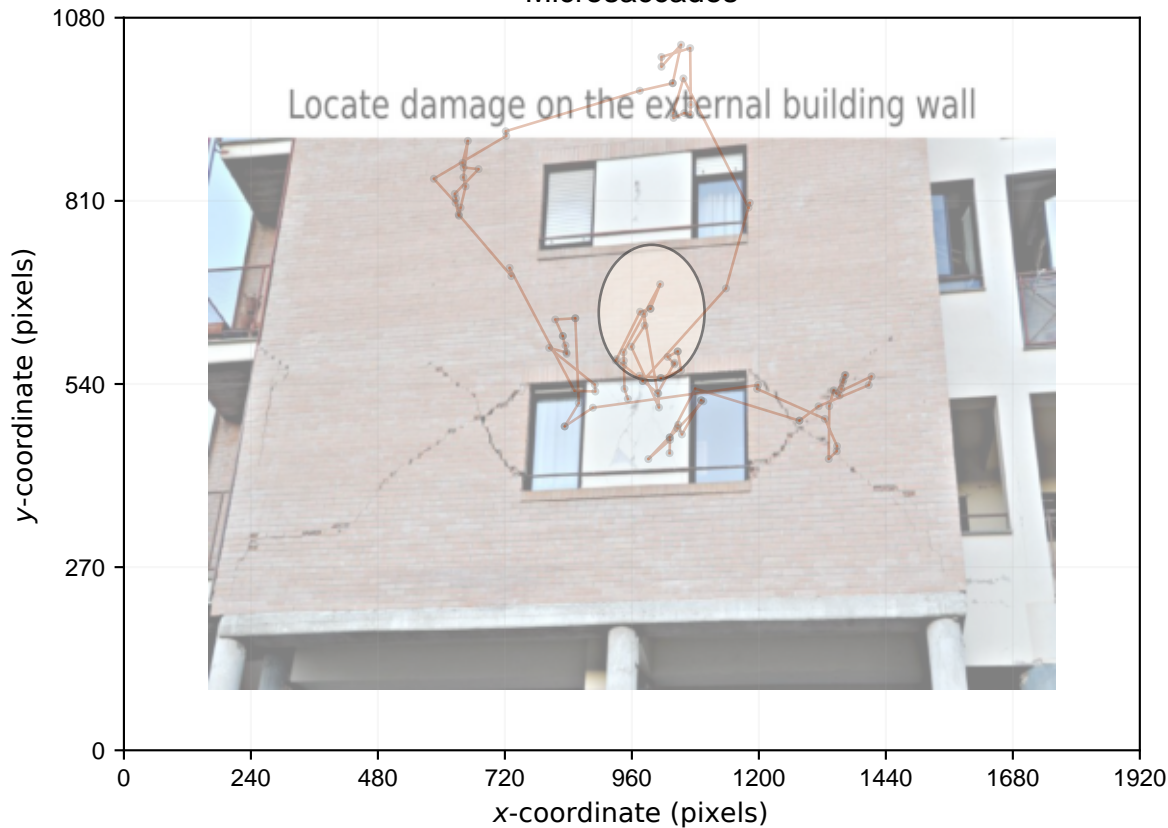 Microsaccades
1080
Locate damage on the external building wall
810
540
270
0
0 240 480 720 960 1200 1440 1680 1920
x-coordinate (pixels)
y-coordinate (pixels)